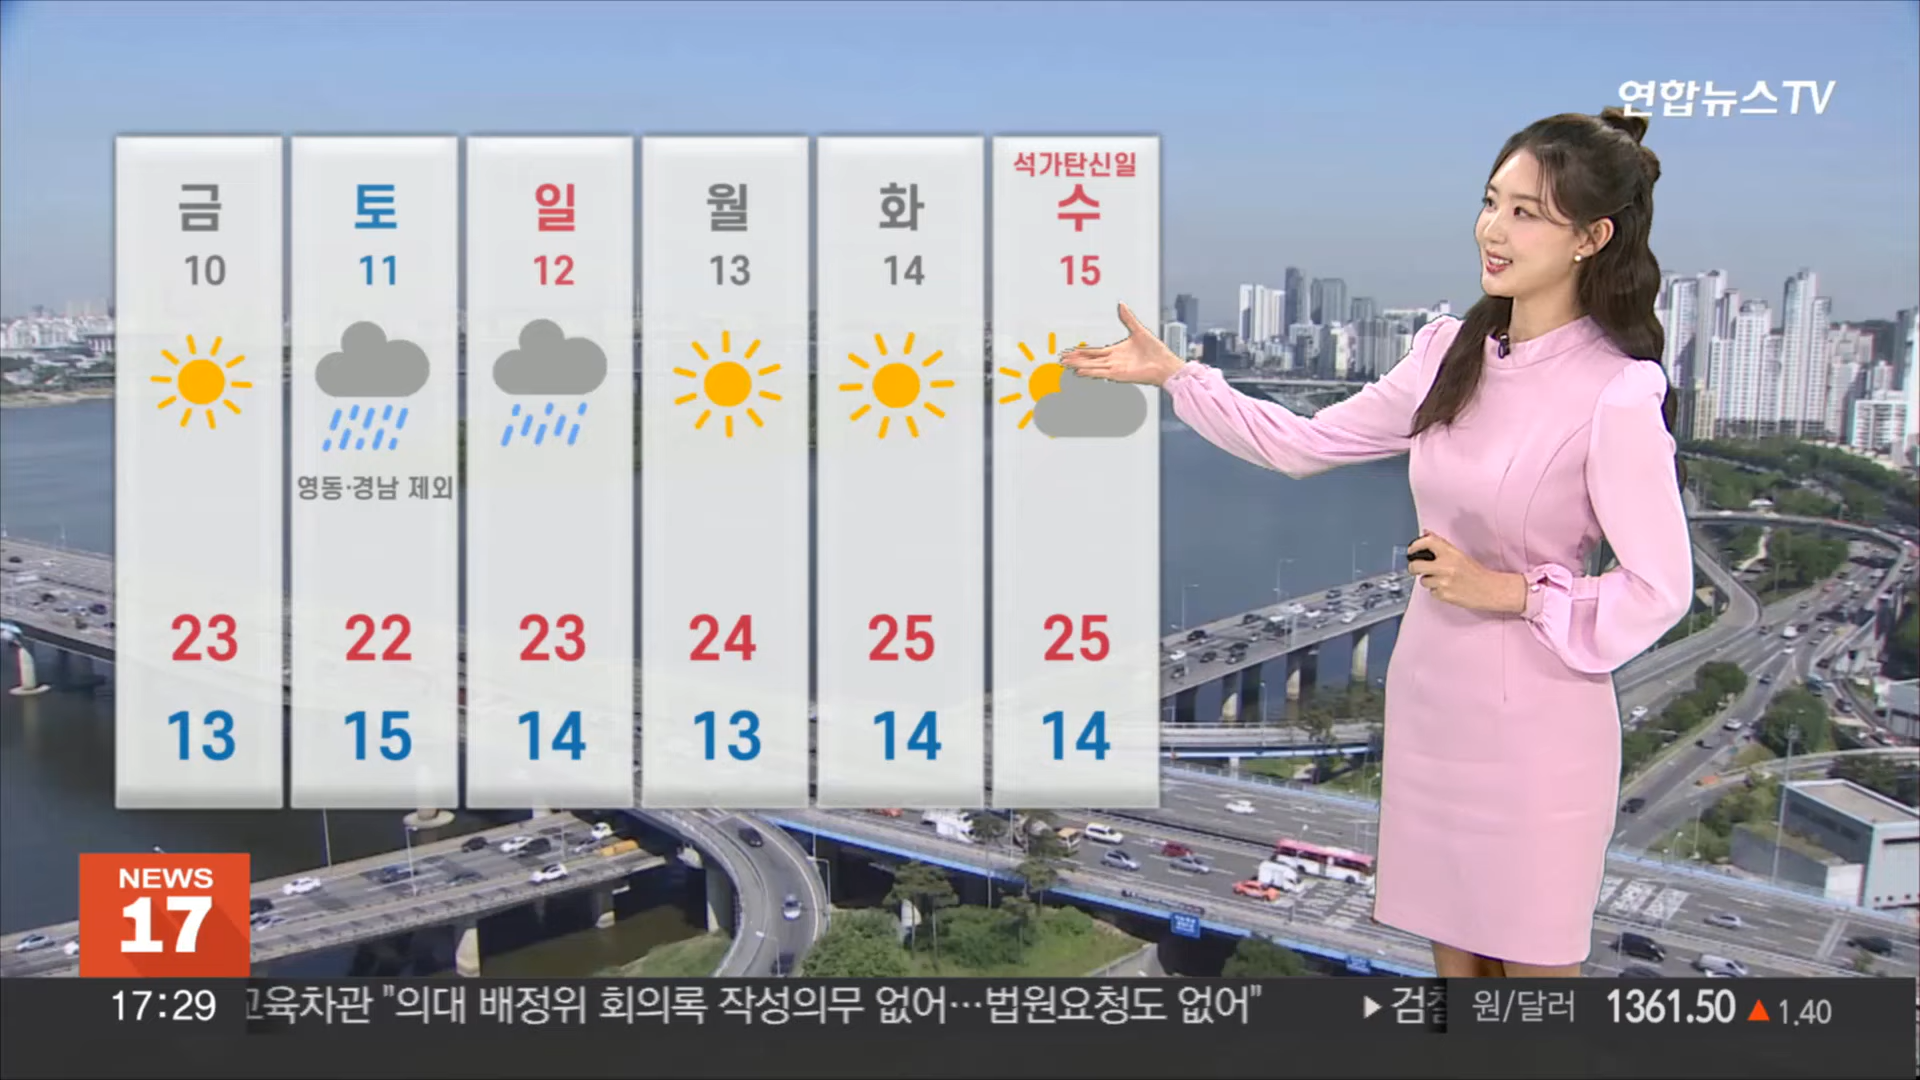 연합뉴스TV
석가탄신일
금 토 일 월 화 수
10 11 12 13 14 15
영동·경남 제외
23 22 23 24 25 25
13 15 14 13 14 14
NEWS
17
17:29 교육차관 "의대 배정위 회의록 작성의무 없어…법원요청도 없어" ▶검찰 원/달러 1361.50 ▲1.40